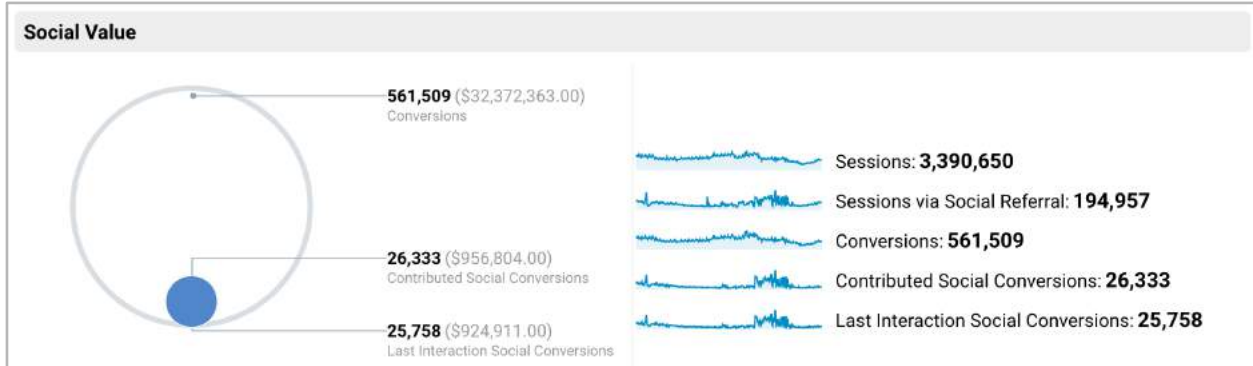 Social Value
561,509 ($32,372,363.00)
Conversions
26,333 ($956,804.00)
Contributed Social Conversions
25,758 ($924,911.00)
Last Interaction Social Conversions
Sessions: 3,390,650
Sessions via Social Referral: 194,957
Conversions: 561,509
Contributed Social Conversions: 26,333
Last Interaction Social Conversions: 25,758